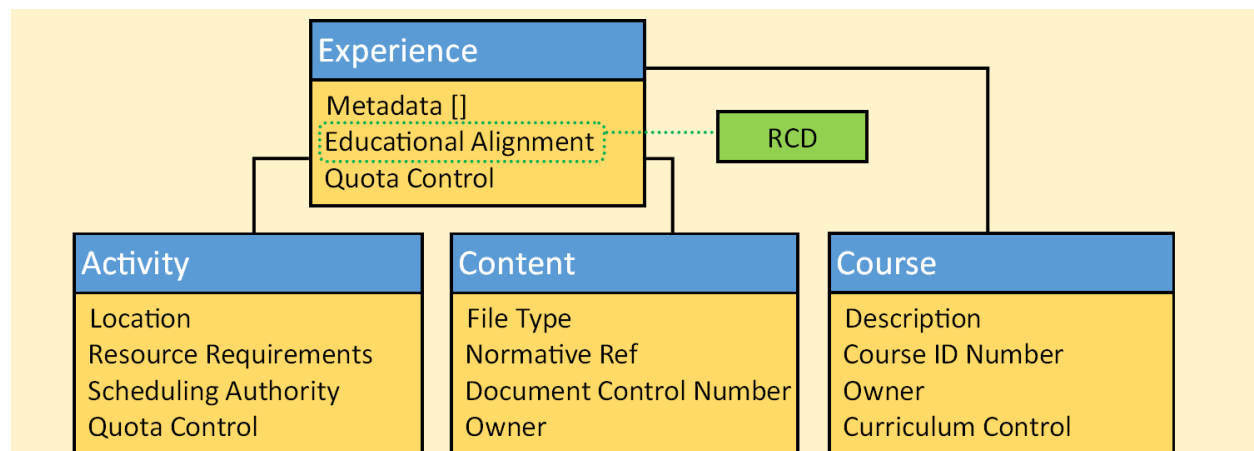 Experience
Metadata []
Educational Alignment
Quota Control
RCD
Activity
Location
Resource Requirements
Scheduling Authority
Quota Control
Content
File Type
Normative Ref
Document Control Number
Owner
Course
Description
Course ID Number
Owner
Curriculum Control